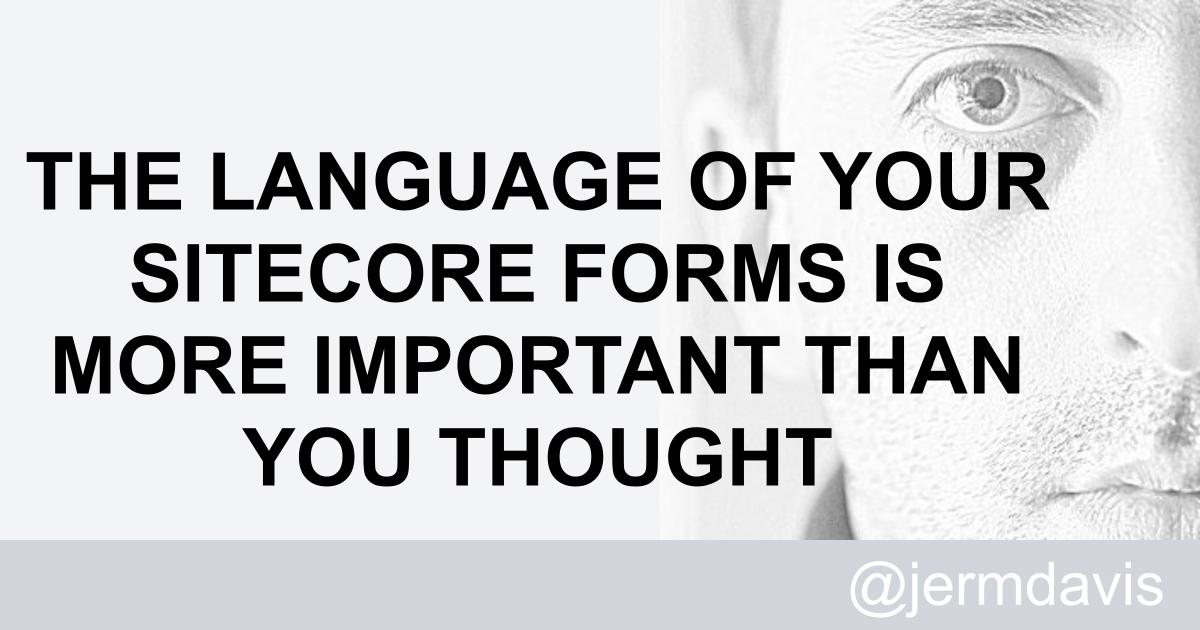 THE LANGUAGE OF YOUR
SITECORE FORMS IS
MORE IMPORTANT THAN
YOU THOUGHT
@jermdavis